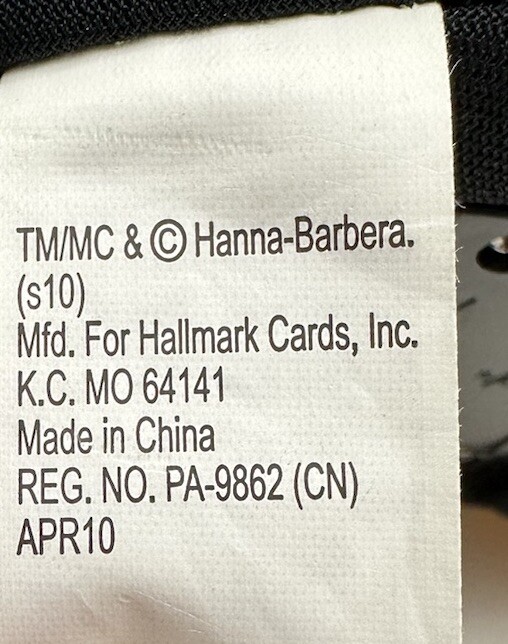 TM/MC & © Hanna-Barbera.
(s10)
Mfd. For Hallmark Cards, Inc.
K.C. MO 64141
Made in China
REG. NO. PA-9862 (CN)
APR10